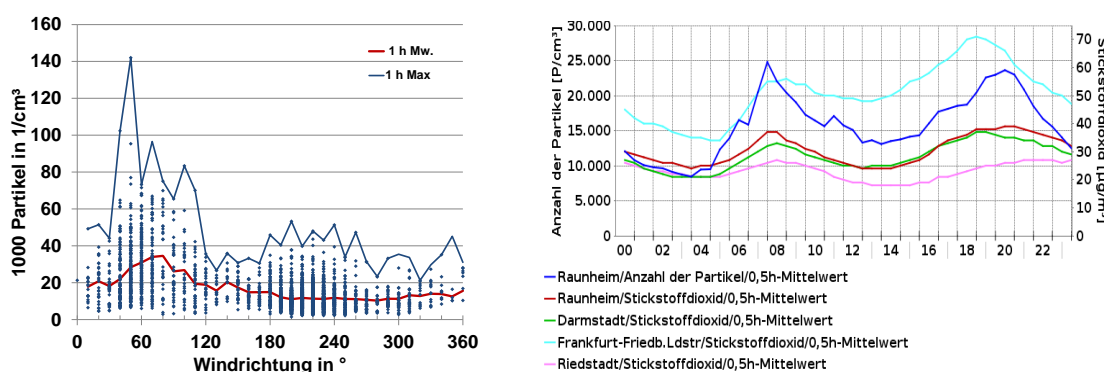 160
140
120
100
80
60
40
20
0
1000 Partikel in 1/cm³
1 h Mw.
1 h Max
0 60 120 180 240 300 360
Windrichtung in °
30.000
25.000
20.000
15.000
10.000
5.000
0
Anzahl der Partikel [P/cm³]
70
60
50
40
30
20
10
0
Stickstoffdioxid [µg/m³]
00 02 04 06 08 10 12 14 16 18 20 22
Raunheim/Anzahl der Partikel/0,5h-Mittelwert
Raunheim/Stickstoffdioxid/0,5h-Mittelwert
Darmstadt/Stickstoffdioxid/0,5h-Mittelwert
Frankfurt-Friedb.Ldstr/Stickstoffdioxid/0,5h-Mittelwert
Riedstadt/Stickstoffdioxid/0,5h-Mittelwert